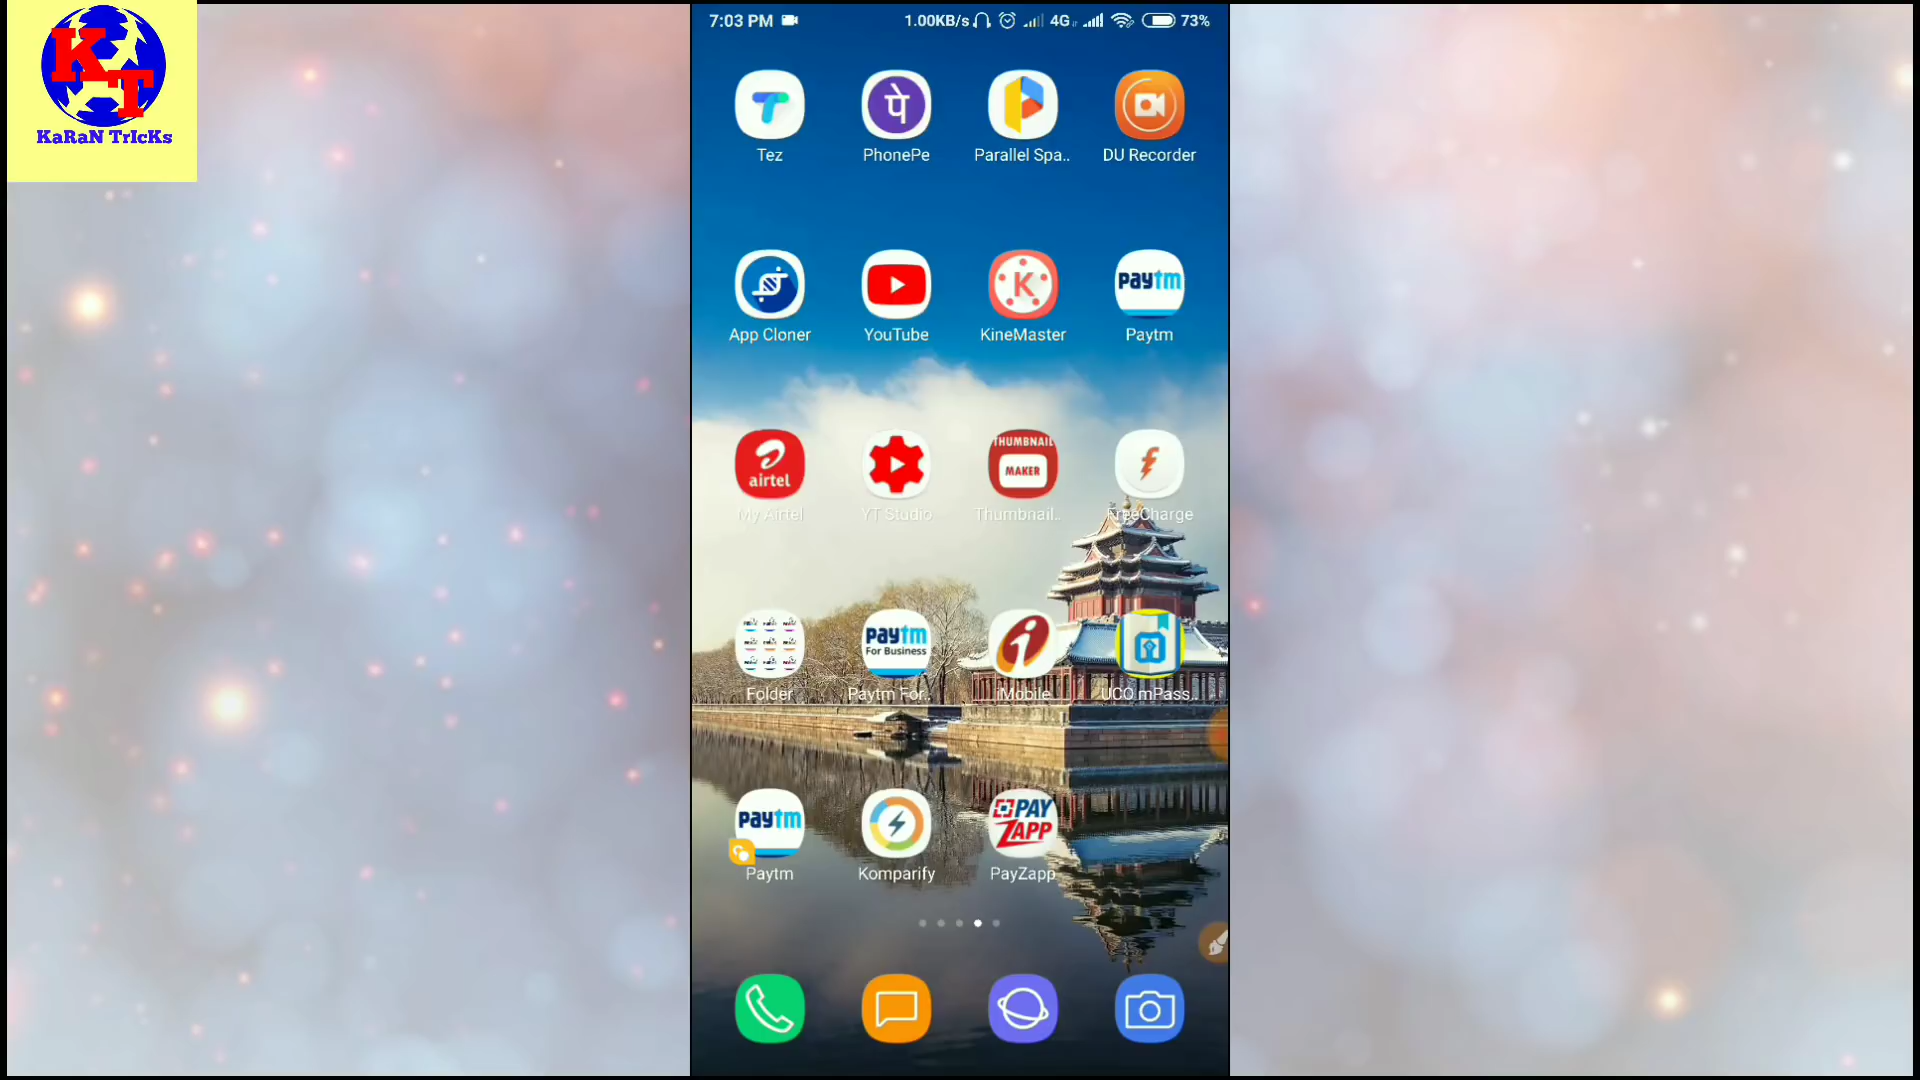 KT
KaRaN TrIcKs
7:03 PM 1.00KB/s 4G 73%
पे
Tez PhonePe Parallel Spa.. DU Recorder
K paytm
App Cloner YouTube KineMaster Paytm
airtel THUMBNAIL MAKER
My Airtel YT Studio Thumbnail.. FreeCharge
paytm
For Business
Folder Paytm For.. iMobile UCO mPass..
paytm PAY
ZAPP
Paytm Komparify PayZapp